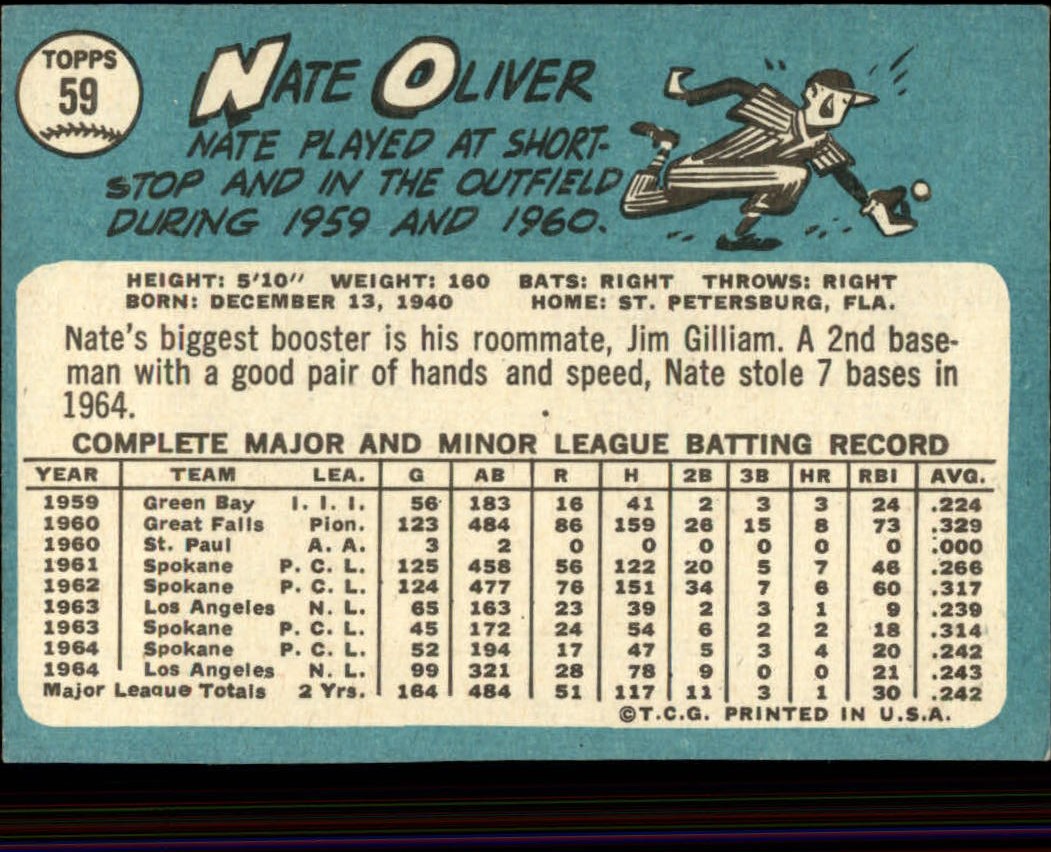 TOPPS
59
NATE OLIVER
NATE PLAYED AT SHORT-
STOP AND IN THE OUTFIELD
DURING 1959 AND 1960.
HEIGHT: 5'10" WEIGHT: 160 BATS: RIGHT THROWS: RIGHT
BORN: DECEMBER 13, 1940 HOME: ST. PETERSBURG, FLA.
Nate's biggest booster is his roommate, Jim Gilliam. A 2nd base-
man with a good pair of hands and speed, Nate stole 7 bases in
1964.
COMPLETE MAJOR AND MINOR LEAGUE BATTING RECORD
YEAR TEAM LEA. G AB R H 2B 3B HR RBI AVG.
1959 Green Bay I. I. I. 56 183 16 41 2 3 3 24 .224
1960 Great Falls Pion. 123 484 86 159 26 15 8 73 .329
1960 St. Paul A. A. 3 2 0 0 0 0 0 0 .000
1961 Spokane P. C. L. 125 458 56 122 20 5 7 46 .266
1962 Spokane P. C. L. 124 477 76 151 34 7 6 60 .317
1963 Los Angeles N. L. 65 163 23 39 2 3 1 9 .239
1963 Spokane P. C. L. 45 172 24 54 6 2 2 18 .314
1964 Spokane P. C. L. 52 194 17 47 5 3 4 20 .242
1964 Los Angeles N. L. 99 321 28 78 9 0 0 21 .243
Major League Totals 2 Yrs. 164 484 51 117 11 3 1 30 .242
©T.C.G. PRINTED IN U.S.A.